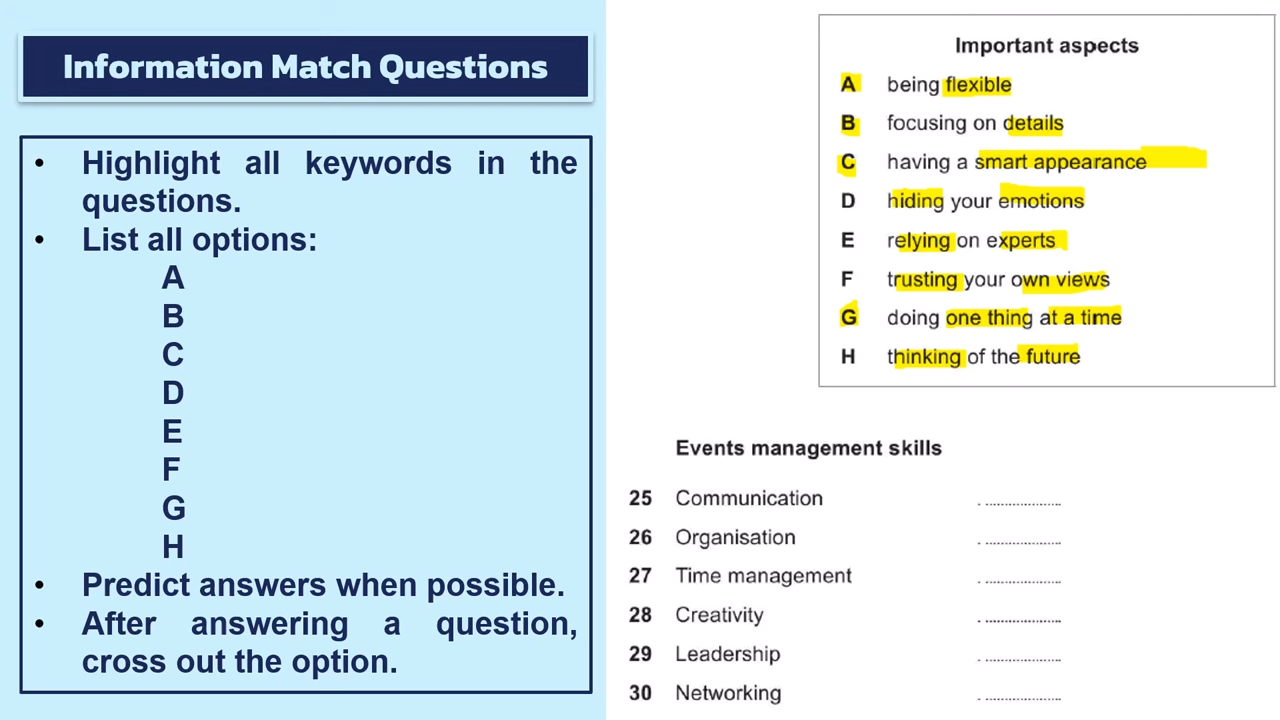 Information Match Questions
• Highlight all keywords in the
questions.
• List all options:
A
B
C
D
E
F
G
H
• Predict answers when possible.
• After answering a question,
cross out the option.
Important aspects
A being flexible
B focusing on details
C having a smart appearance
D hiding your emotions
E relying on experts
F trusting your own views
G doing one thing at a time
H thinking of the future
Events management skills
25 Communication ....................
26 Organisation ....................
27 Time management ....................
28 Creativity ....................
29 Leadership ....................
30 Networking ....................